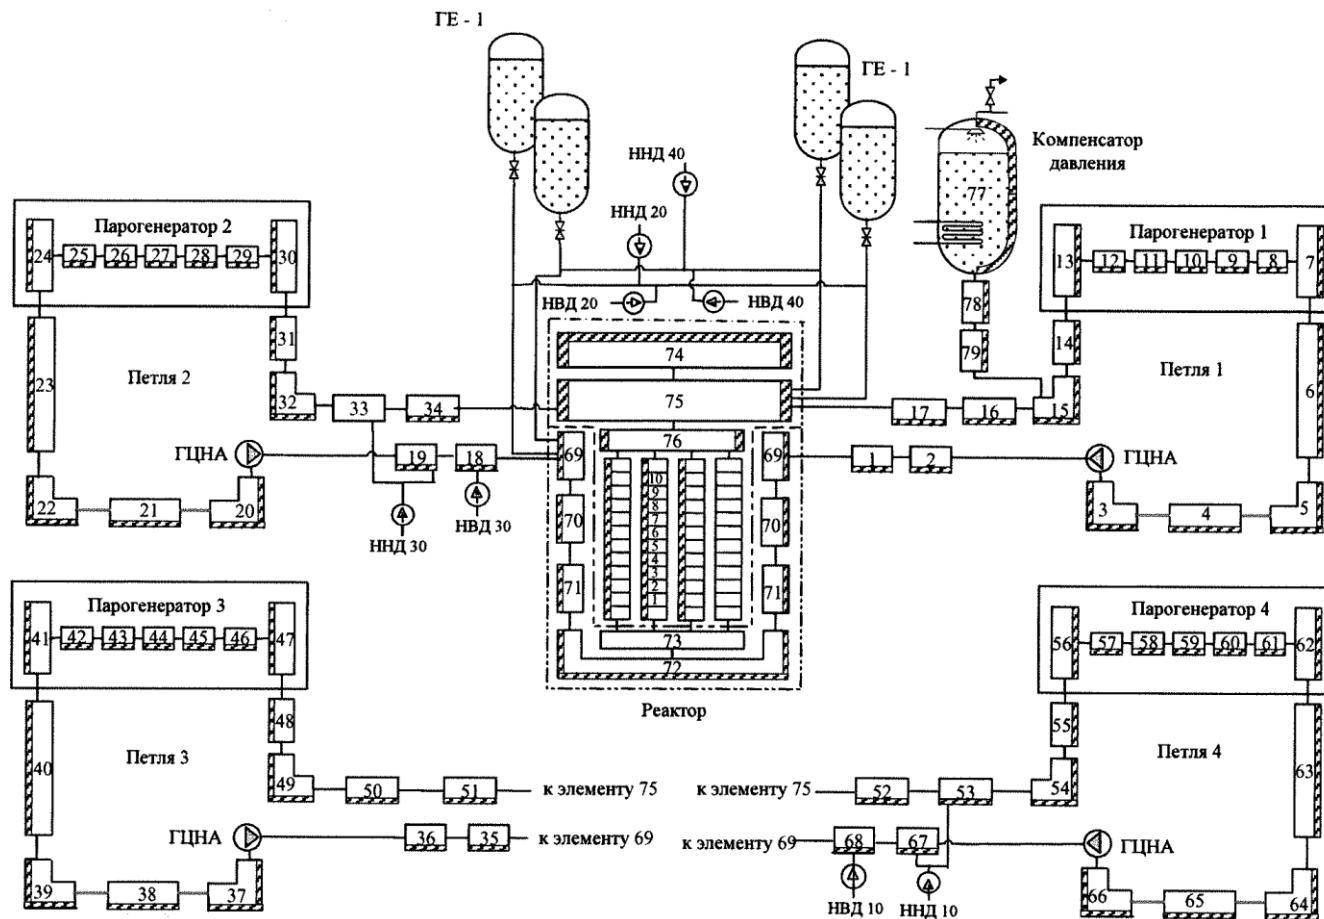 ГЕ - 1
ГЕ - 1
ННД 40
Компенсатор
давления
77
ННД 20
Парогенератор 2
24 25 26 27 28 29 30
Парогенератор 1
13 12 11 10 9 8 7
НВД 20
НВД 40
78
31
74
79
14
23
Петля 2
Петля 1
6
32 33 34
75
17 16 15
76
ГЦНА
19 18
69
69
1 2
ГЦНА
22 21 20
ННД 30
НВД 30
70
10
9
8
7
6
5
4
3
2
1
70
3 4 5
71
71
73
72
Реактор
Парогенератор 3
41 42 43 44 45 46 47
Парогенератор 4
56 57 58 59 60 61 62
48
55
40
Петля 3
Петля 4
63
49 50 51 к элементу 75
к элементу 75 52 53 54
ГЦНА
36 35 к элементу 69
к элементу 69 68 67
ГЦНА
39 38 37
НВД 10
ННД 10
66 65 64